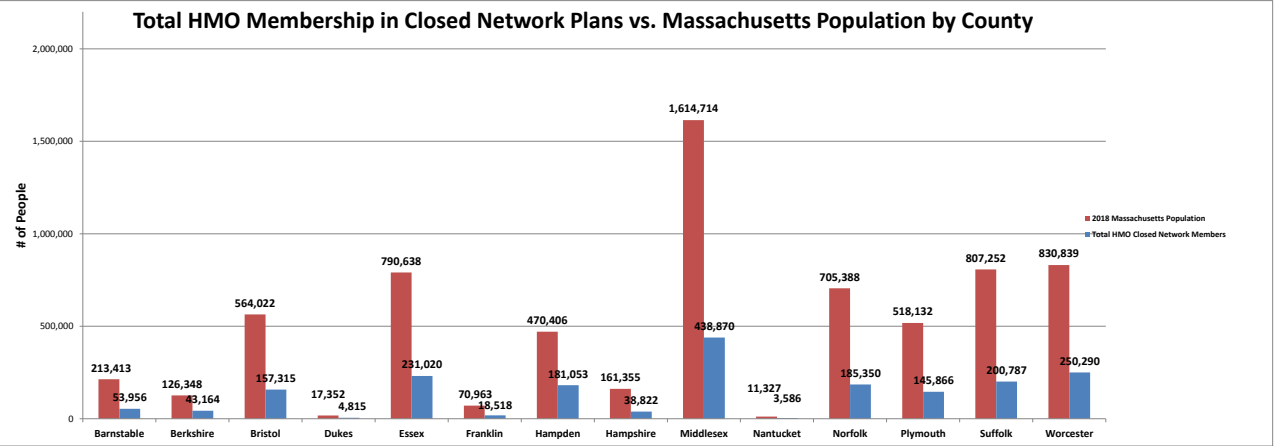 Total HMO Membership in Closed Network Plans vs. Massachusetts Population by County
# of People
2,000,000
1,500,000
1,000,000
500,000
0
213,413
53,956
126,348
43,164
564,022
157,315
17,352
4,815
790,638
231,020
70,963
18,518
470,406
181,053
161,355
38,822
1,614,714
438,870
11,327
3,586
705,388
185,350
518,132
145,866
807,252
200,787
830,839
250,290
Barnstable
Berkshire
Bristol
Dukes
Essex
Franklin
Hampden
Hampshire
Middlesex
Nantucket
Norfolk
Plymouth
Suffolk
Worcester
2018 Massachusetts Population
Total HMO Closed Network Members